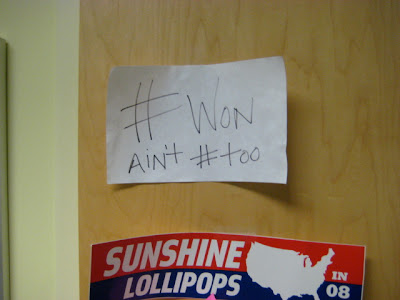 # WON
AiN't #too
SUNSHINE
LOLLIPOPS
IN
08